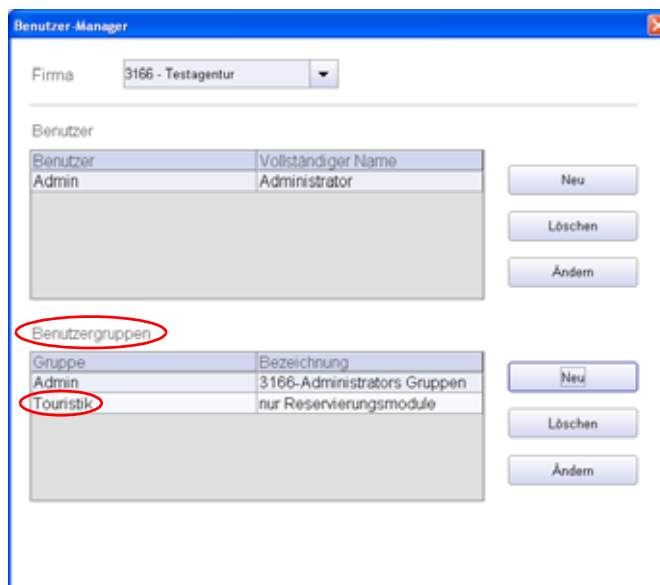 Benutzer-Manager
Firma 3166 - Testagentur
Benutzer
Benutzer Vollständiger Name
Admin Administrator
Neu
Löschen
Ändern
Benutzergruppen
Gruppe Bezeichnung
Admin 3166-Administrators Gruppen
Touristik nur Reservierungsmodule
Neu
Löschen
Ändern